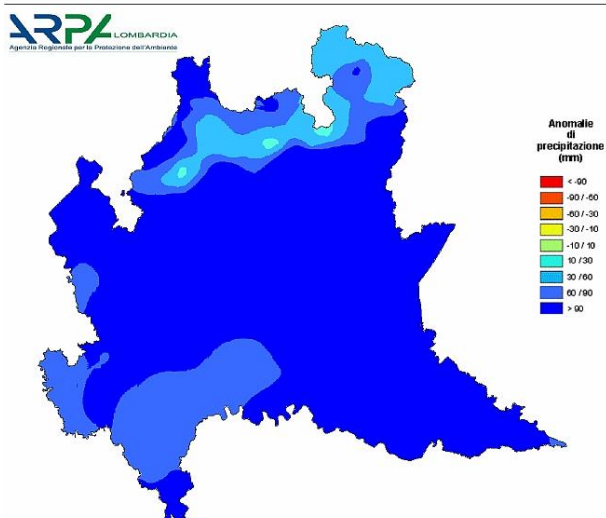 ARPA LOMBARDIA
Agenzia Regionale per la Protezione dell'Ambiente
Anomalie
di
precipitazione
(mm)
< -90
-90 / -60
-60 / -30
-30 / -10
-10 / 10
10 / 30
30 / 60
60 / 90
> 90